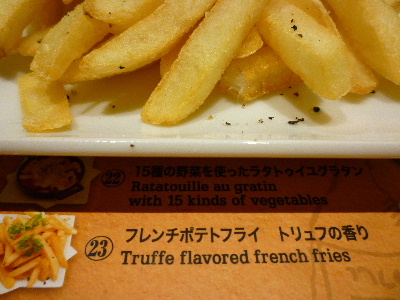 22 15種の野菜を使ったラタトゥイユグラタン
Ratatouille au gratin
with 15 kinds of vegetables
23 フレンチポテトフライ トリュフの香り
Truffe flavored french fries